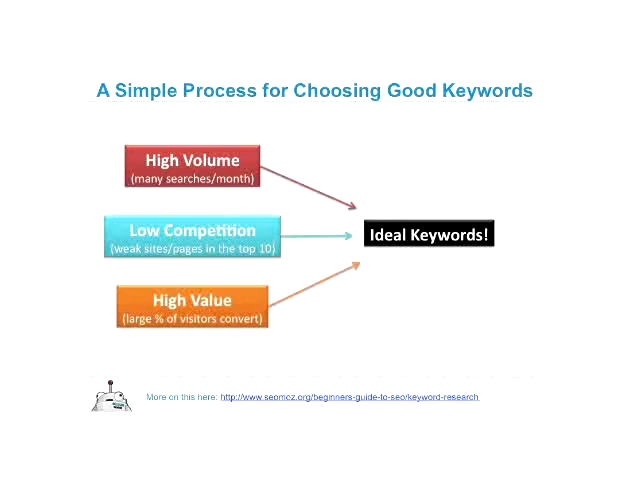 A Simple Process for Choosing Good Keywords
High Volume
(many searches/month)
Low Competition
(weak sites/pages in the top 10)
Ideal Keywords!
High Value
(large % of visitors convert)
More on this here: http://www.seomoz.org/beginners-guide-to-seo/keyword-research